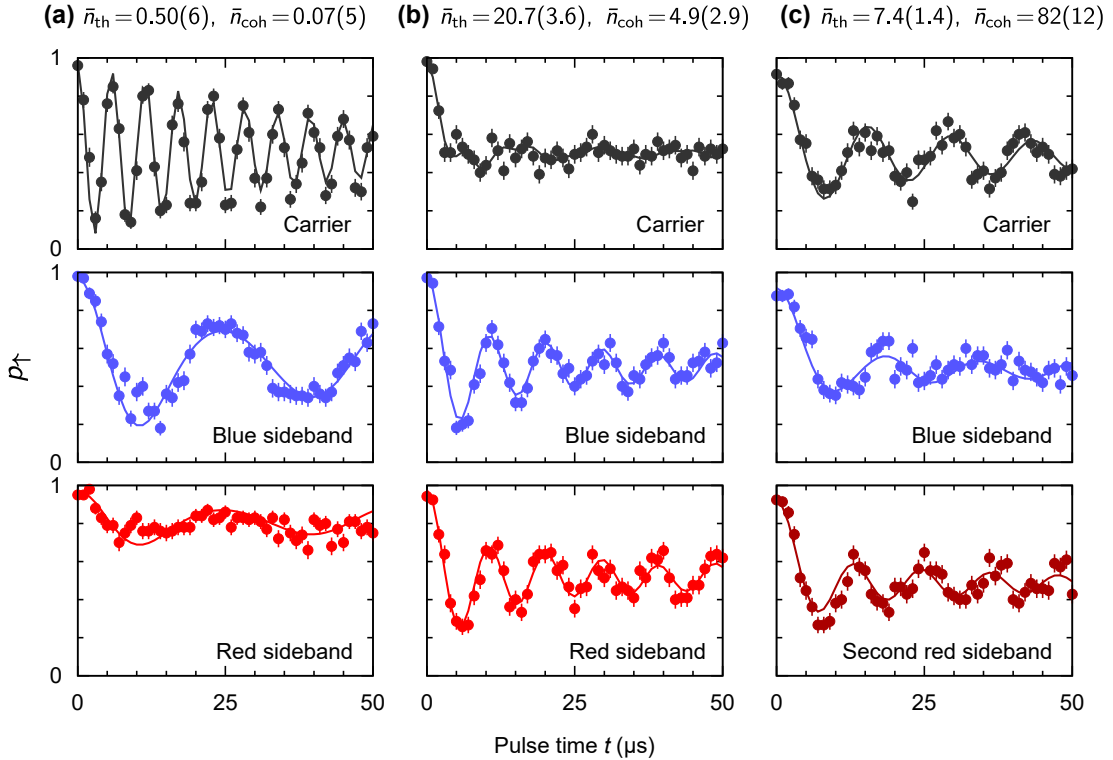 (a) n̄th = 0.50(6), n̄coh = 0.07(5)
(b) n̄th = 20.7(3.6), n̄coh = 4.9(2.9)
(c) n̄th = 7.4(1.4), n̄coh = 82(12)
1
0
Carrier
Carrier
Carrier
p↑
1
0
Blue sideband
Blue sideband
Blue sideband
1
0
Red sideband
Red sideband
Second red sideband
0 25 50
0 25 50
0 25 50
Pulse time t (µs)